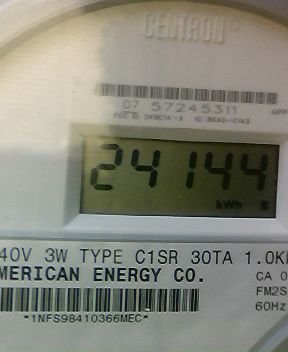 CENTRON®
07 57245311
24144
kWh
40V 3W TYPE C1SR 30TA 1.0K
MERICAN ENERGY CO.
CA 0
FM2S
60Hz
*1NFS98410366MEC*